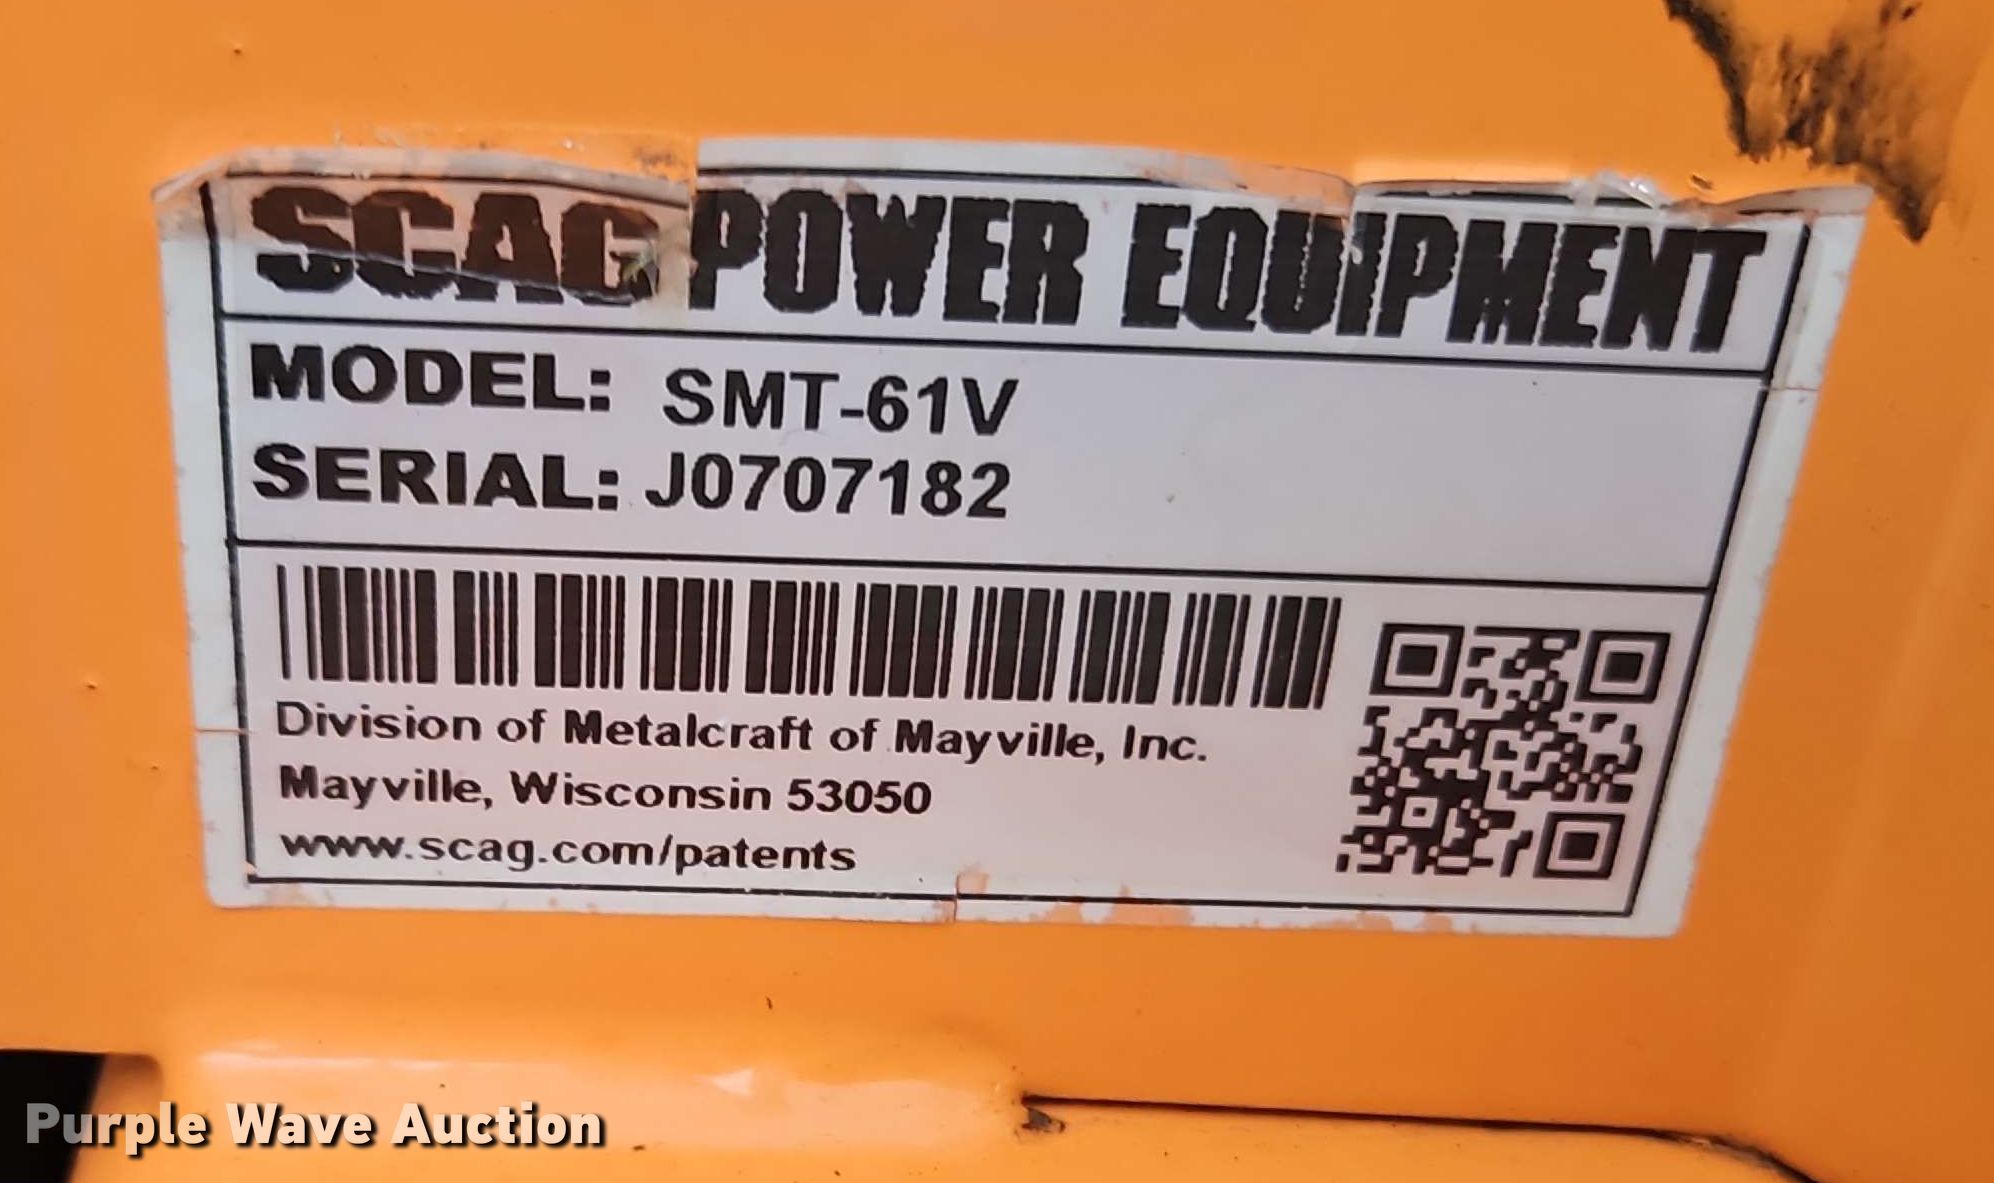 SCAG POWER EQUIPMENT
MODEL: SMT-61V
SERIAL: J0707182
Division of Metalcraft of Mayville, Inc.
Mayville, Wisconsin 53050
www.scag.com/patents
Purple Wave Auction